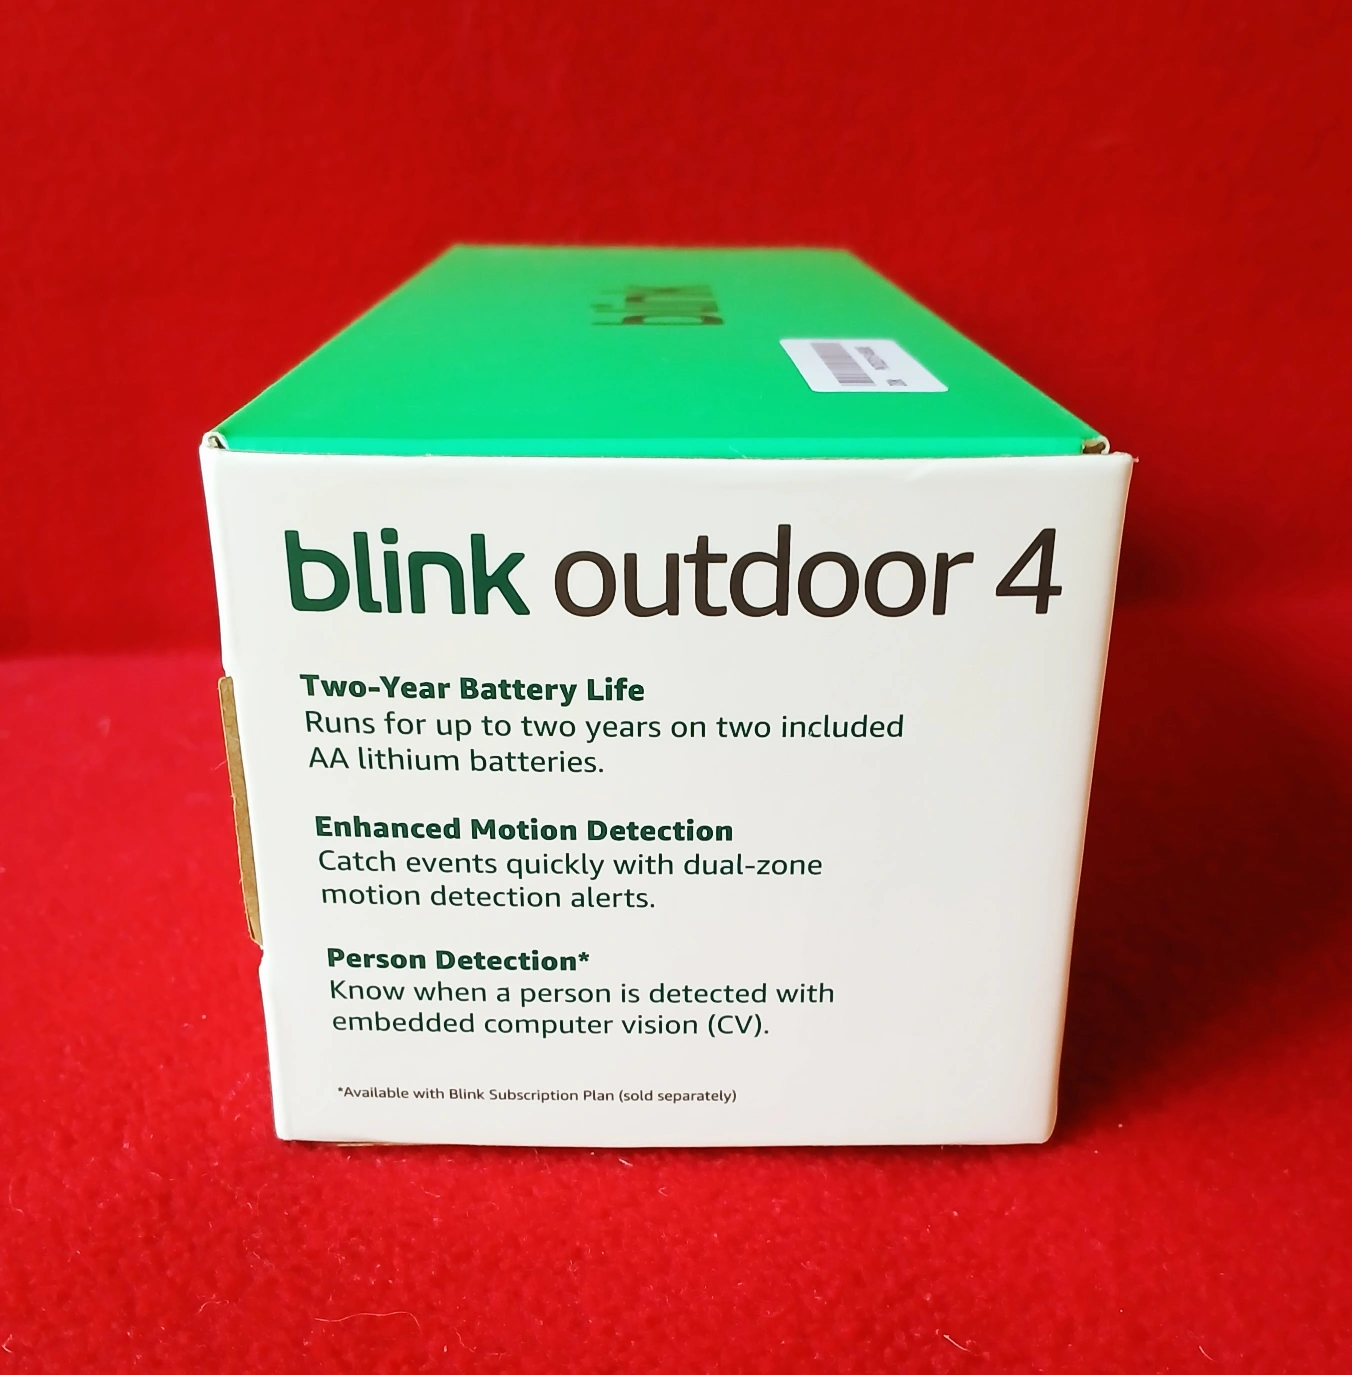 blink
blink outdoor 4
Two-Year Battery Life
Runs for up to two years on two included
AA lithium batteries.
Enhanced Motion Detection
Catch events quickly with dual-zone
motion detection alerts.
Person Detection*
Know when a person is detected with
embedded computer vision (CV).
*Available with Blink Subscription Plan (sold separately)